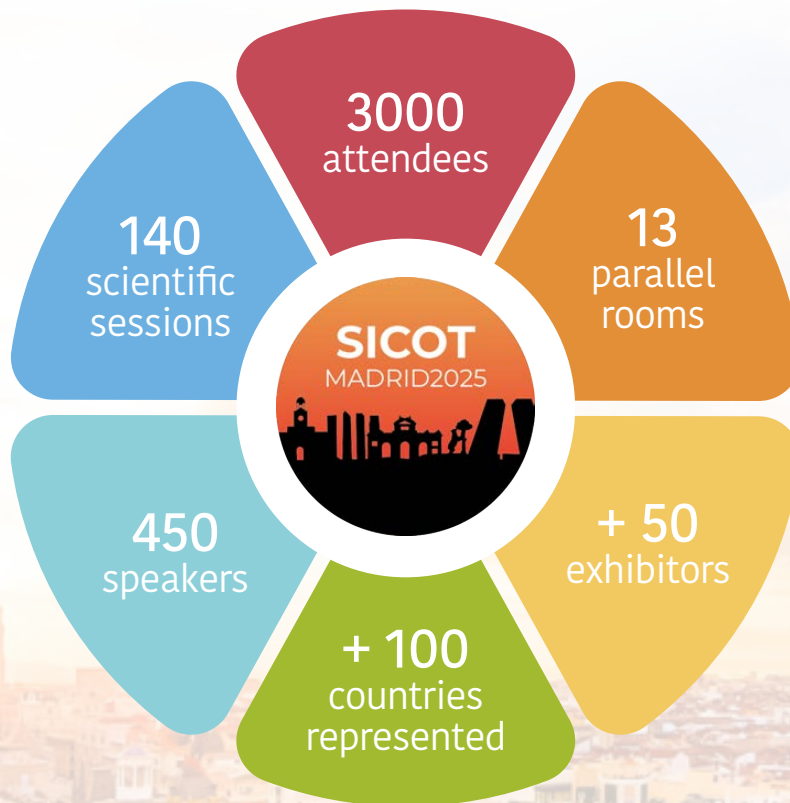 3000
attendees
140
scientific
sessions
13
parallel
rooms
SICOT
MADRID2025
450
speakers
+ 50
exhibitors
+ 100
countries
represented